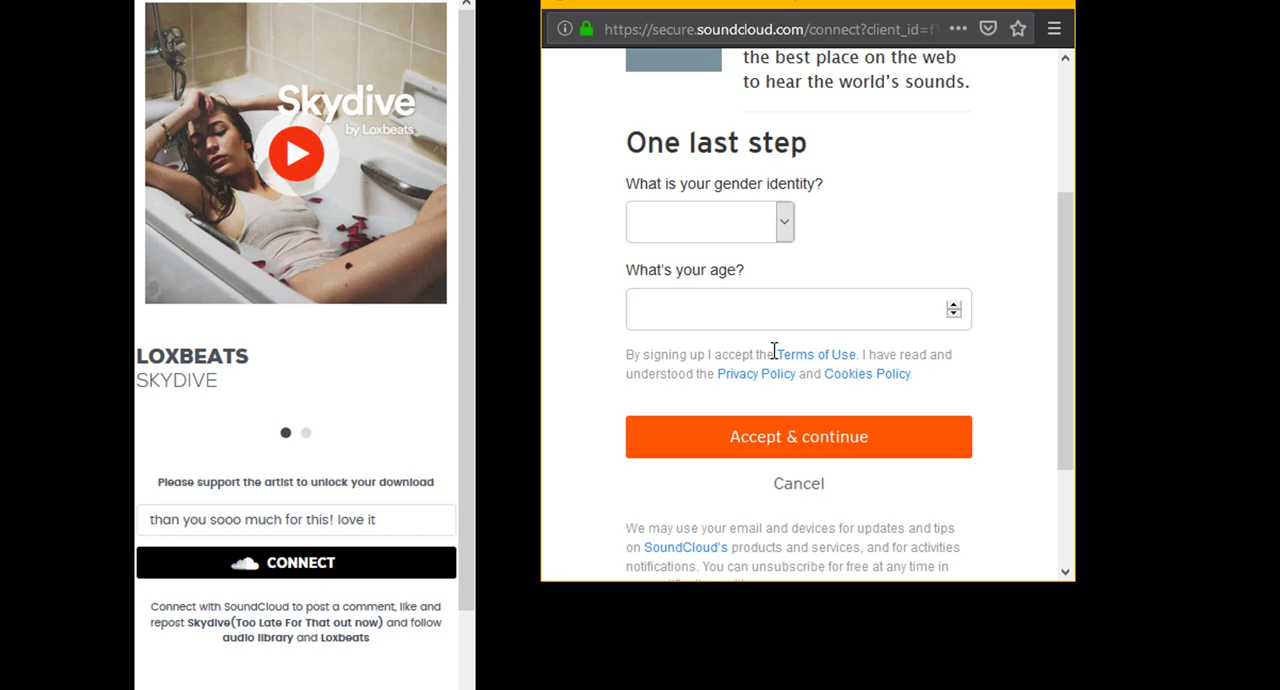 Skydive
by Loxbeats
LOXBEATS
SKYDIVE
Please support the artist to unlock your download
than you sooo much for this! love it
CONNECT
Connect with SoundCloud to post a comment, like and
repost Skydive(Too Late For That out now) and follow
audio library and Loxbeats
https://secure.soundcloud.com/connect?client_id=f
the best place on the web
to hear the world’s sounds.
One last step
What is your gender identity?
What's your age?
By signing up I accept the Terms of Use. I have read and
understood the Privacy Policy and Cookies Policy.
Accept & continue
Cancel
We may use your email and devices for updates and tips
on SoundCloud's products and services, and for activities
notifications. You can unsubscribe for free at any time in